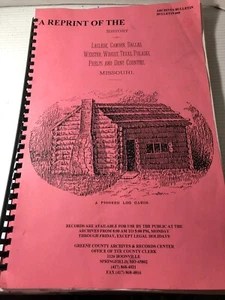 A REPRINT OF THE
ARCHIVES BULLETIN
HISTORY
OF
LACLEDE, CAMDEN, DALLAS,
WEBSTER, WRIGHT, TEXAS, PULASKI,
PHELPS AND DENT COUNTIES,
MISSOURI.
A PIONEER LOG CABIN.
RECORDS ARE AVAILABLE FOR USE BY THE PUBLIC AT THE
ARCHIVES FROM 8:00 AM TO 5:00 PM, MONDAY
THROUGH FRIDAY, EXCEPT LEGAL HOLIDAYS
GREENE COUNTY ARCHIVES & RECORDS CENTER
OFFICE OF THE COUNTY CLERK
1126 BOONVILLE
SPRINGFIELD, MO 65802